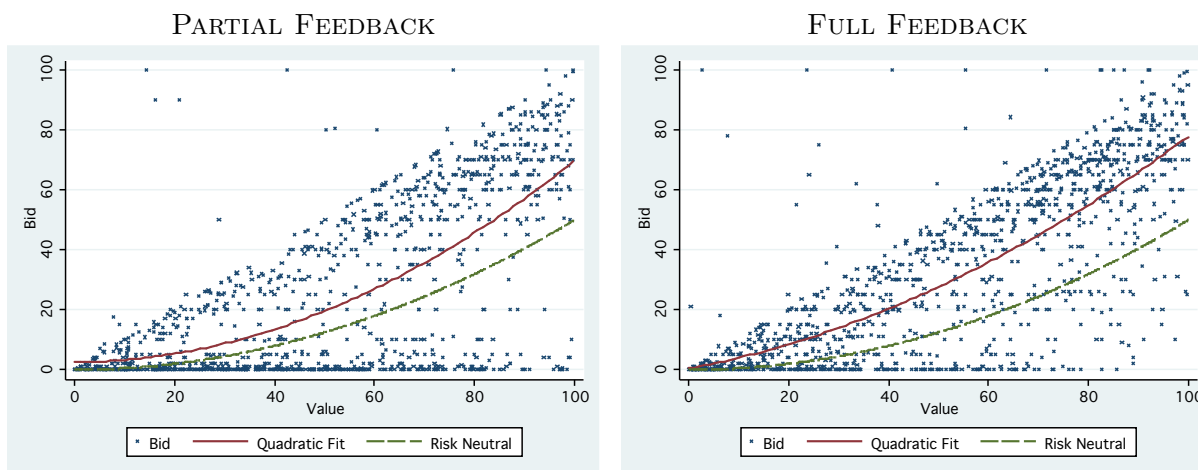 PARTIAL FEEDBACK
100
80
60
40
20
0
Bid
0 20 40 60 80 100
Value
Bid Quadratic Fit Risk Neutral
FULL FEEDBACK
100
80
60
40
20
0
Bid
0 20 40 60 80 100
Value
Bid Quadratic Fit Risk Neutral